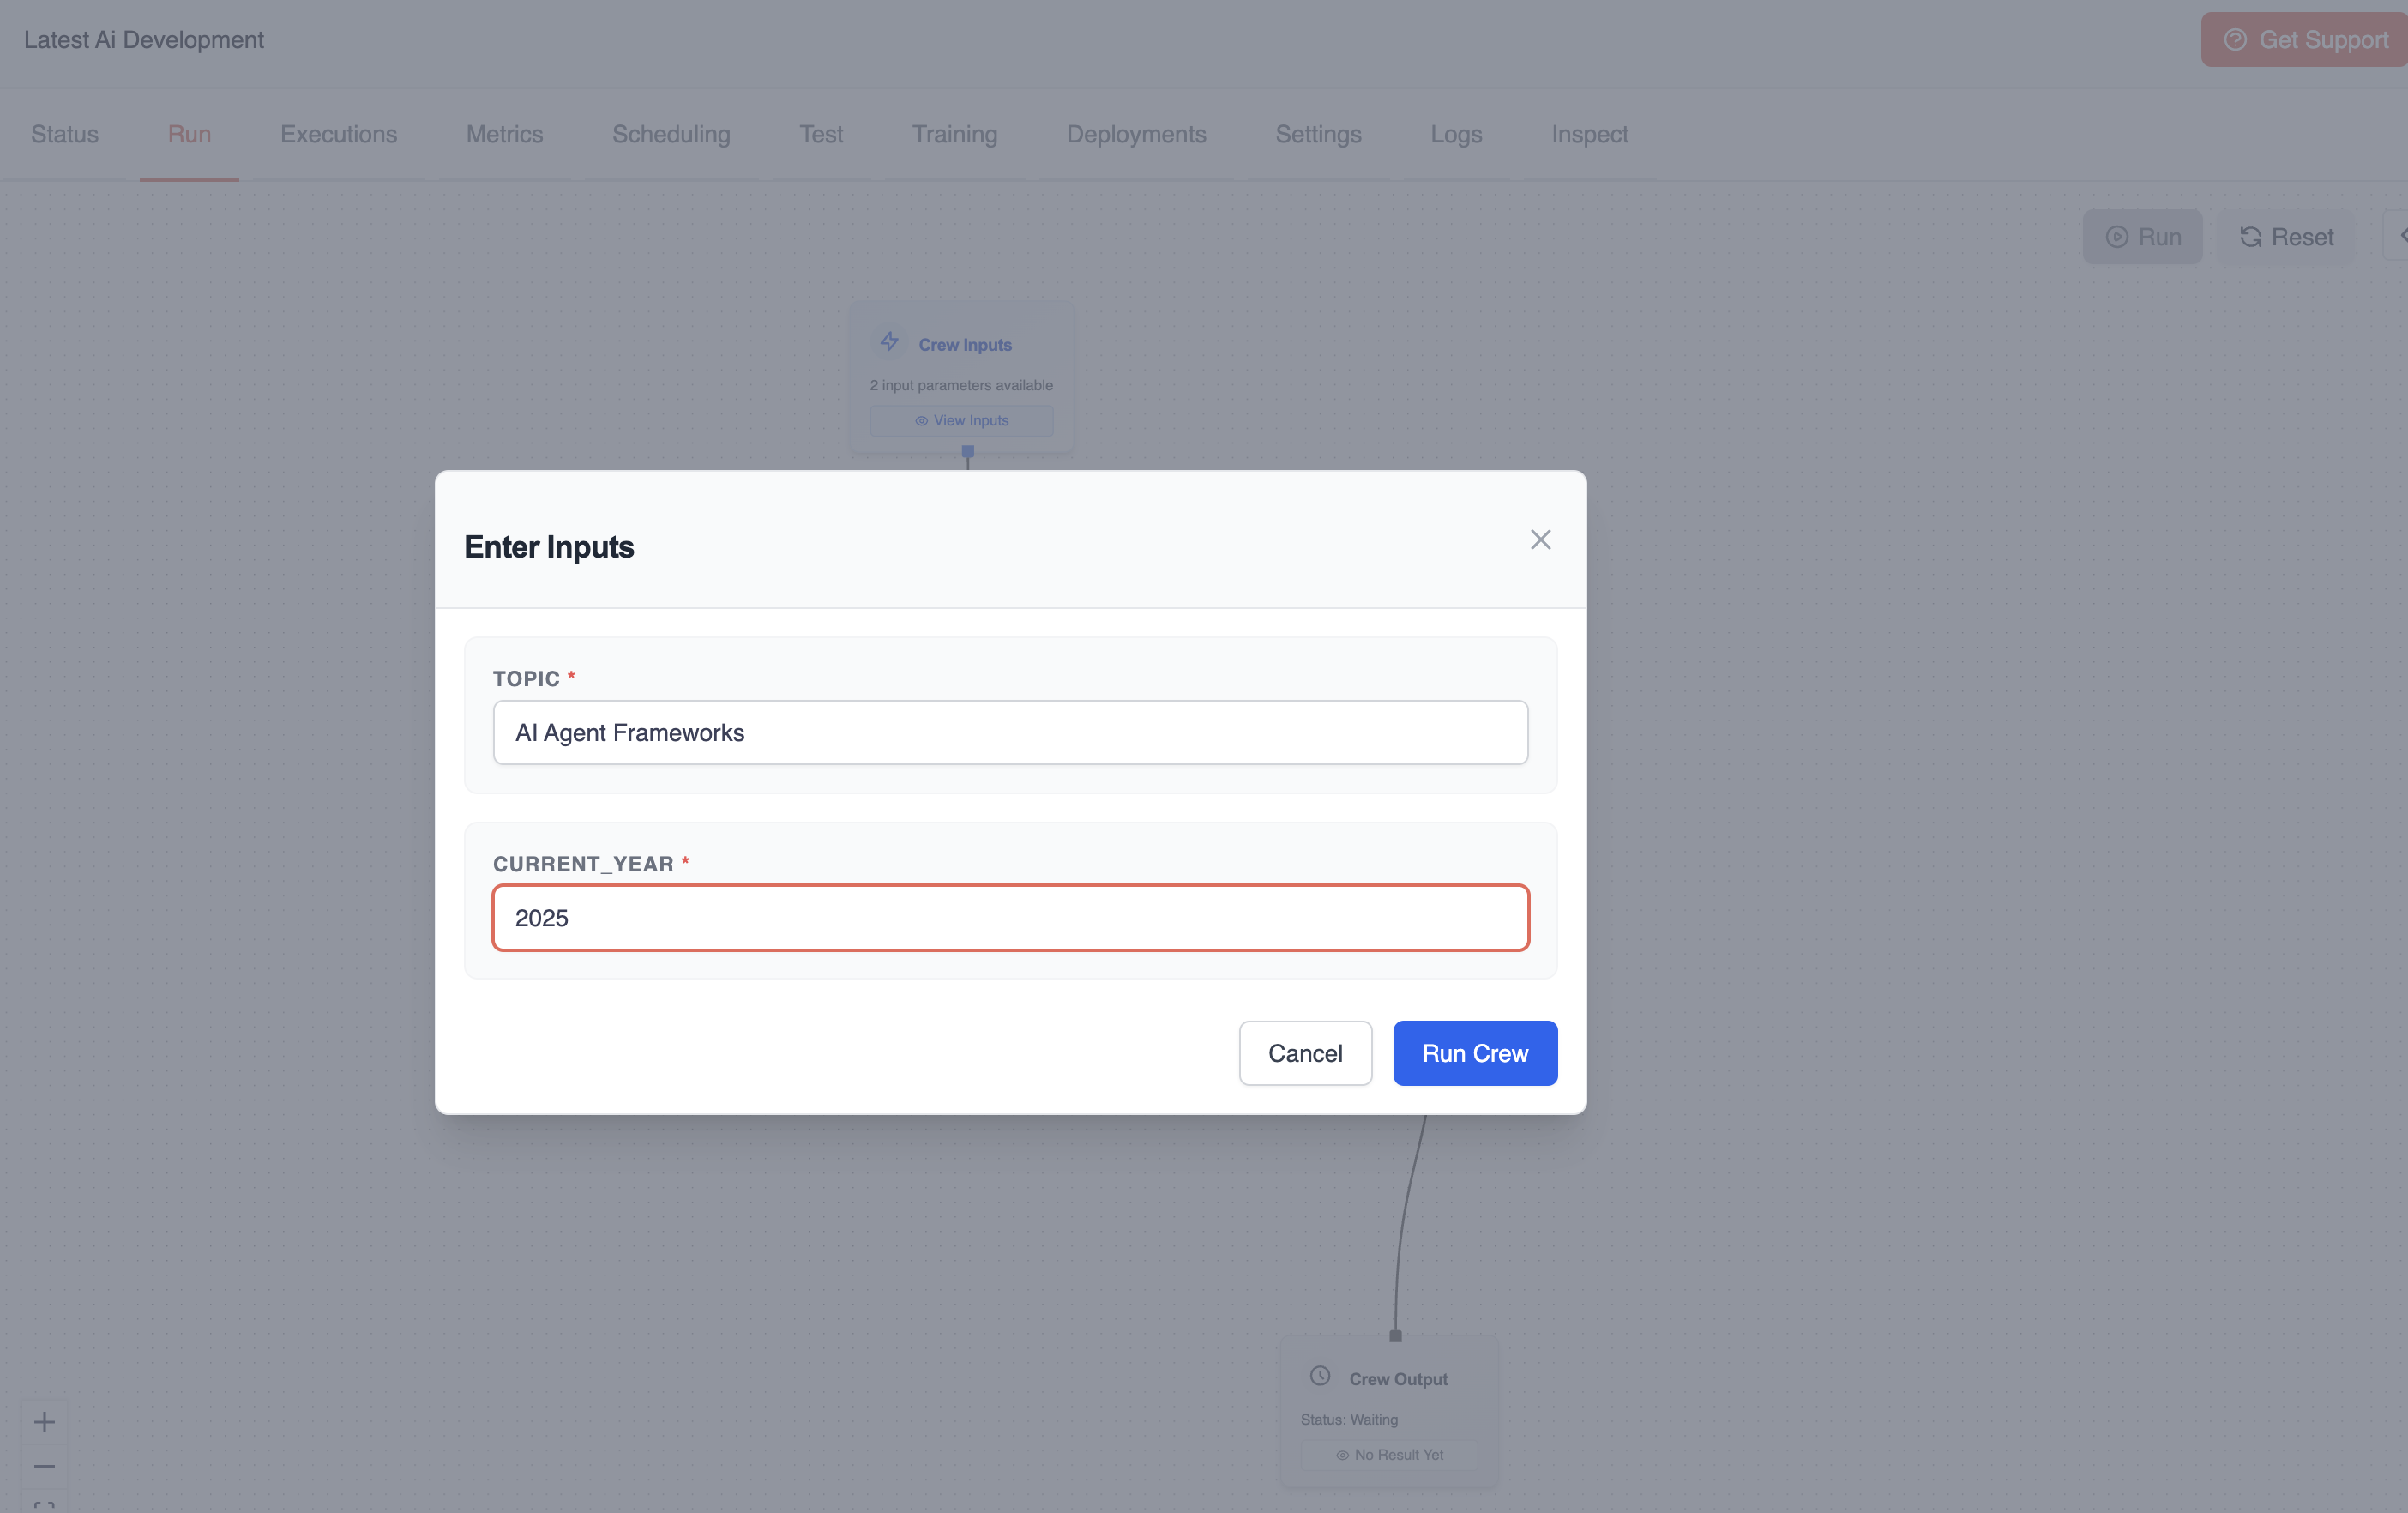 Latest Ai Development
Get Support
Status Run Executions Metrics Scheduling Test Training Deployments Settings Logs Inspect
Run Reset
Crew Inputs
2 input parameters available
View Inputs
Enter Inputs
TOPIC *
AI Agent Frameworks
CURRENT_YEAR *
2025
Cancel Run Crew
Crew Output
Status: Waiting
No Result Yet